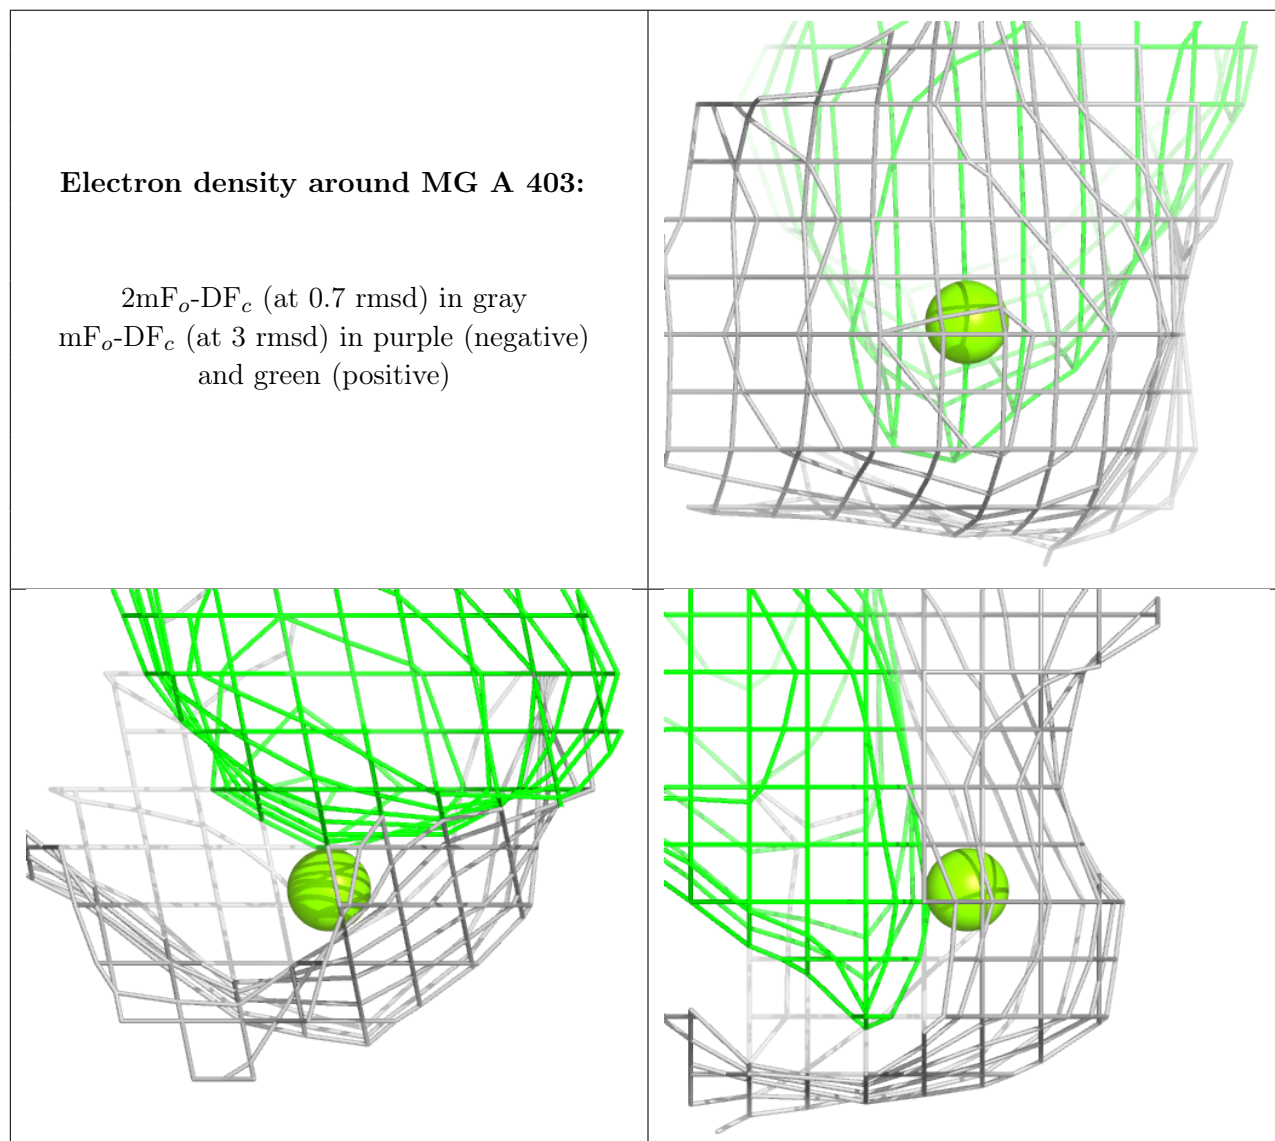 Electron density around MG A 403:
2mFo-DFc (at 0.7 rmsd) in gray
mFo-DFc (at 3 rmsd) in purple (negative)
and green (positive)